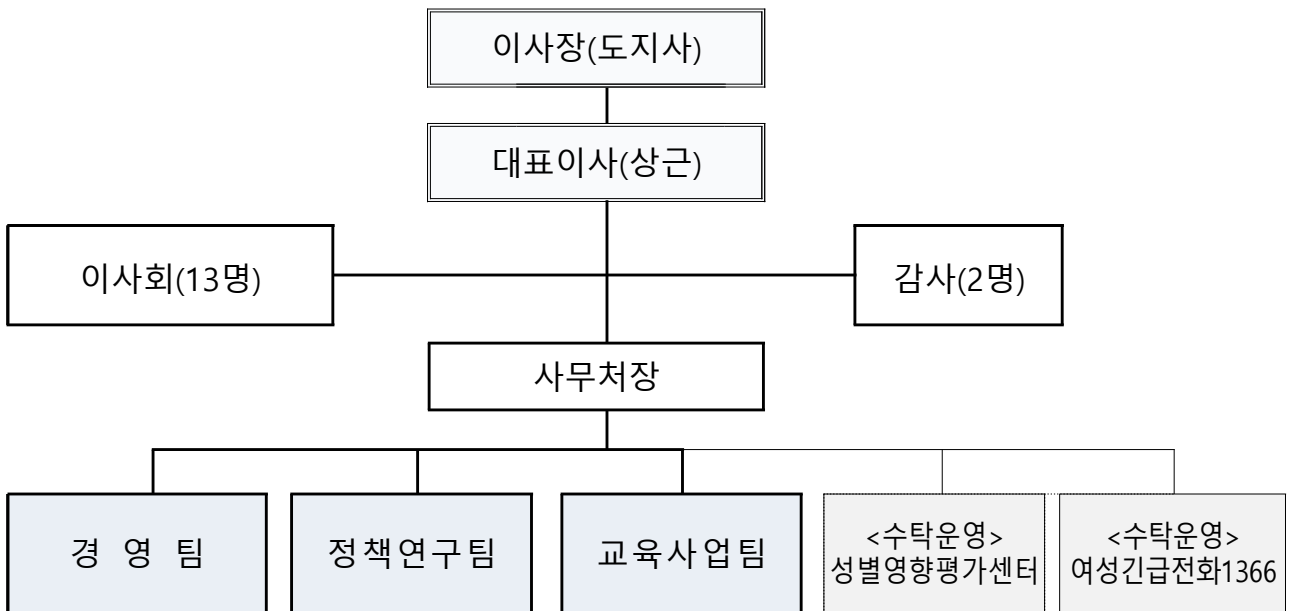 이사장(도지사)
대표이사(상근)
이사회(13명)
감사(2명)
사무처장
경 영 팀
정책연구팀
교육사업팀
<수탁운영>
성별영향평가센터
<수탁운영>
여성긴급전화1366